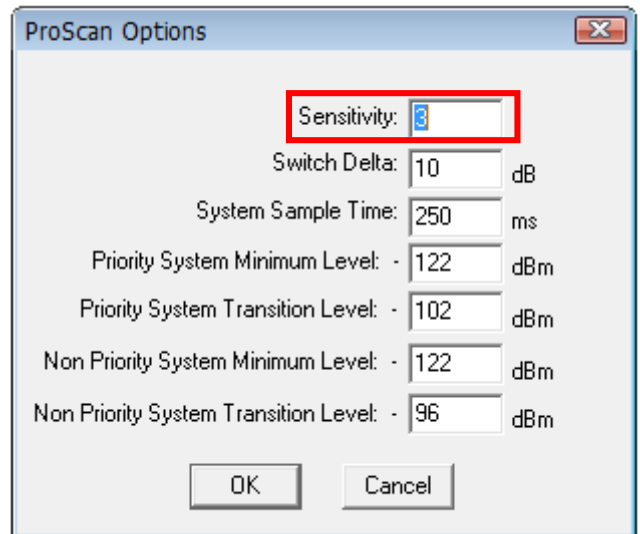 ProScan Options
Sensitivity: 3
Switch Delta: 10 dB
System Sample Time: 250 ms
Priority System Minimum Level: - 122 dBm
Priority System Transition Level: - 102 dBm
Non Priority System Minimum Level: - 122 dBm
Non Priority System Transition Level: - 96 dBm
OK Cancel